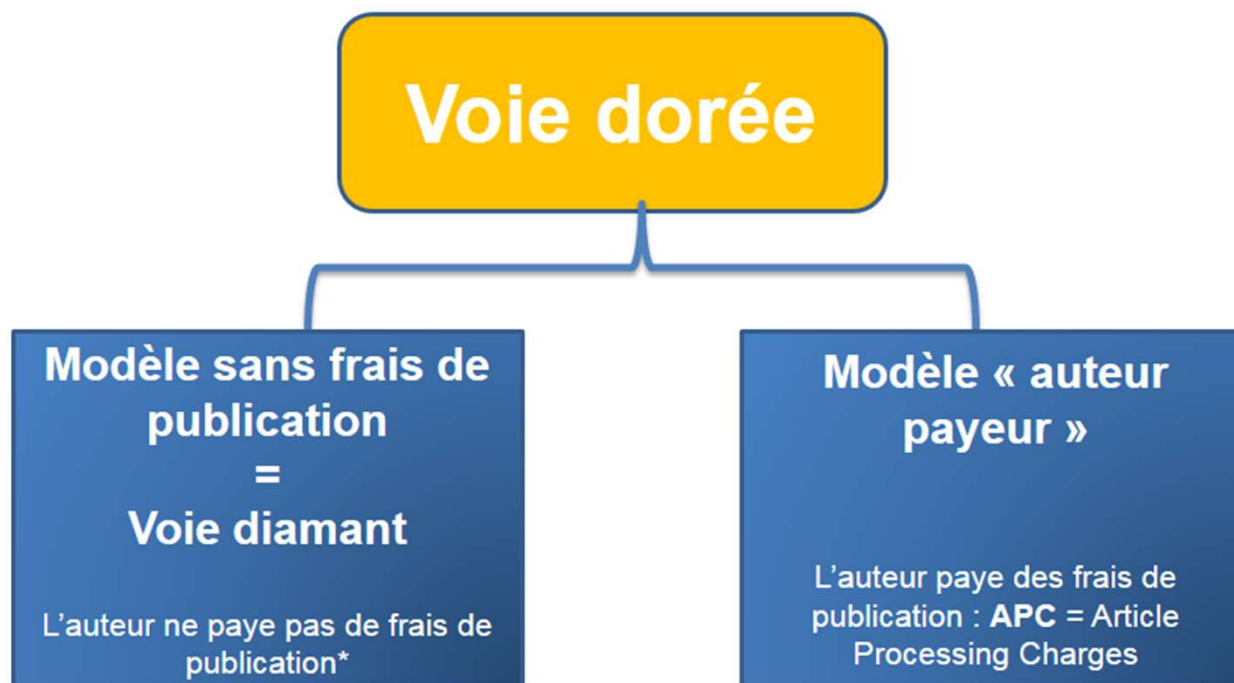 Voie dorée
Modèle sans frais de
publication
=
Voie diamant
L'auteur ne paye pas de frais de
publication*
Modèle « auteur
payeur »
L'auteur paye des frais de
publication : APC = Article
Processing Charges